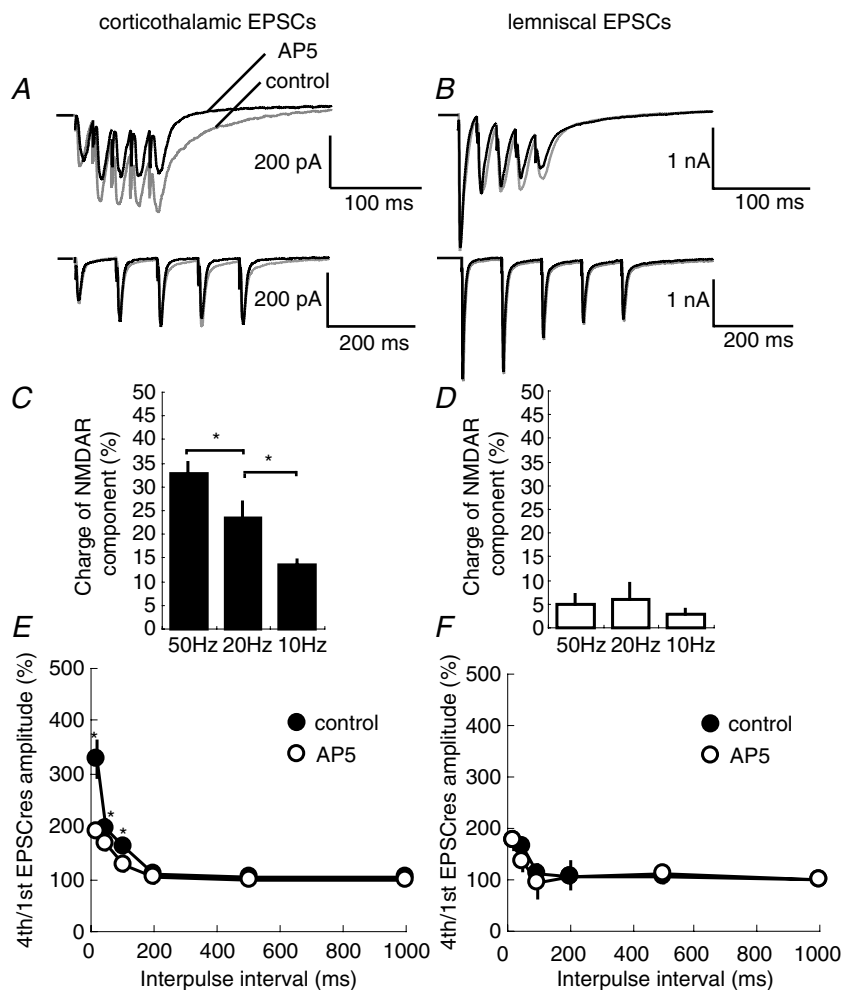 corticothalamic EPSCs
lemniscal EPSCs
AP5
control
A
200 pA
100 ms
200 pA
200 ms
B
1 nA
100 ms
1 nA
200 ms
C
Charge of NMDAR
component (%)
50
45
40
35
30
25
20
15
10
5
0
*
*
50Hz 20Hz 10Hz
D
Charge of NMDAR
component (%)
50
45
40
35
30
25
20
15
10
5
0
50Hz 20Hz 10Hz
E
4th/1st EPSCres amplitude (%)
500
400
300
200
100
0
*
*
*
control
AP5
0 200 400 600 800 1000
Interpulse interval (ms)
F
4th/1st EPSCres amplitude (%)
500
400
300
200
100
0
control
AP5
0 200 400 600 800 1000
Interpulse interval (ms)